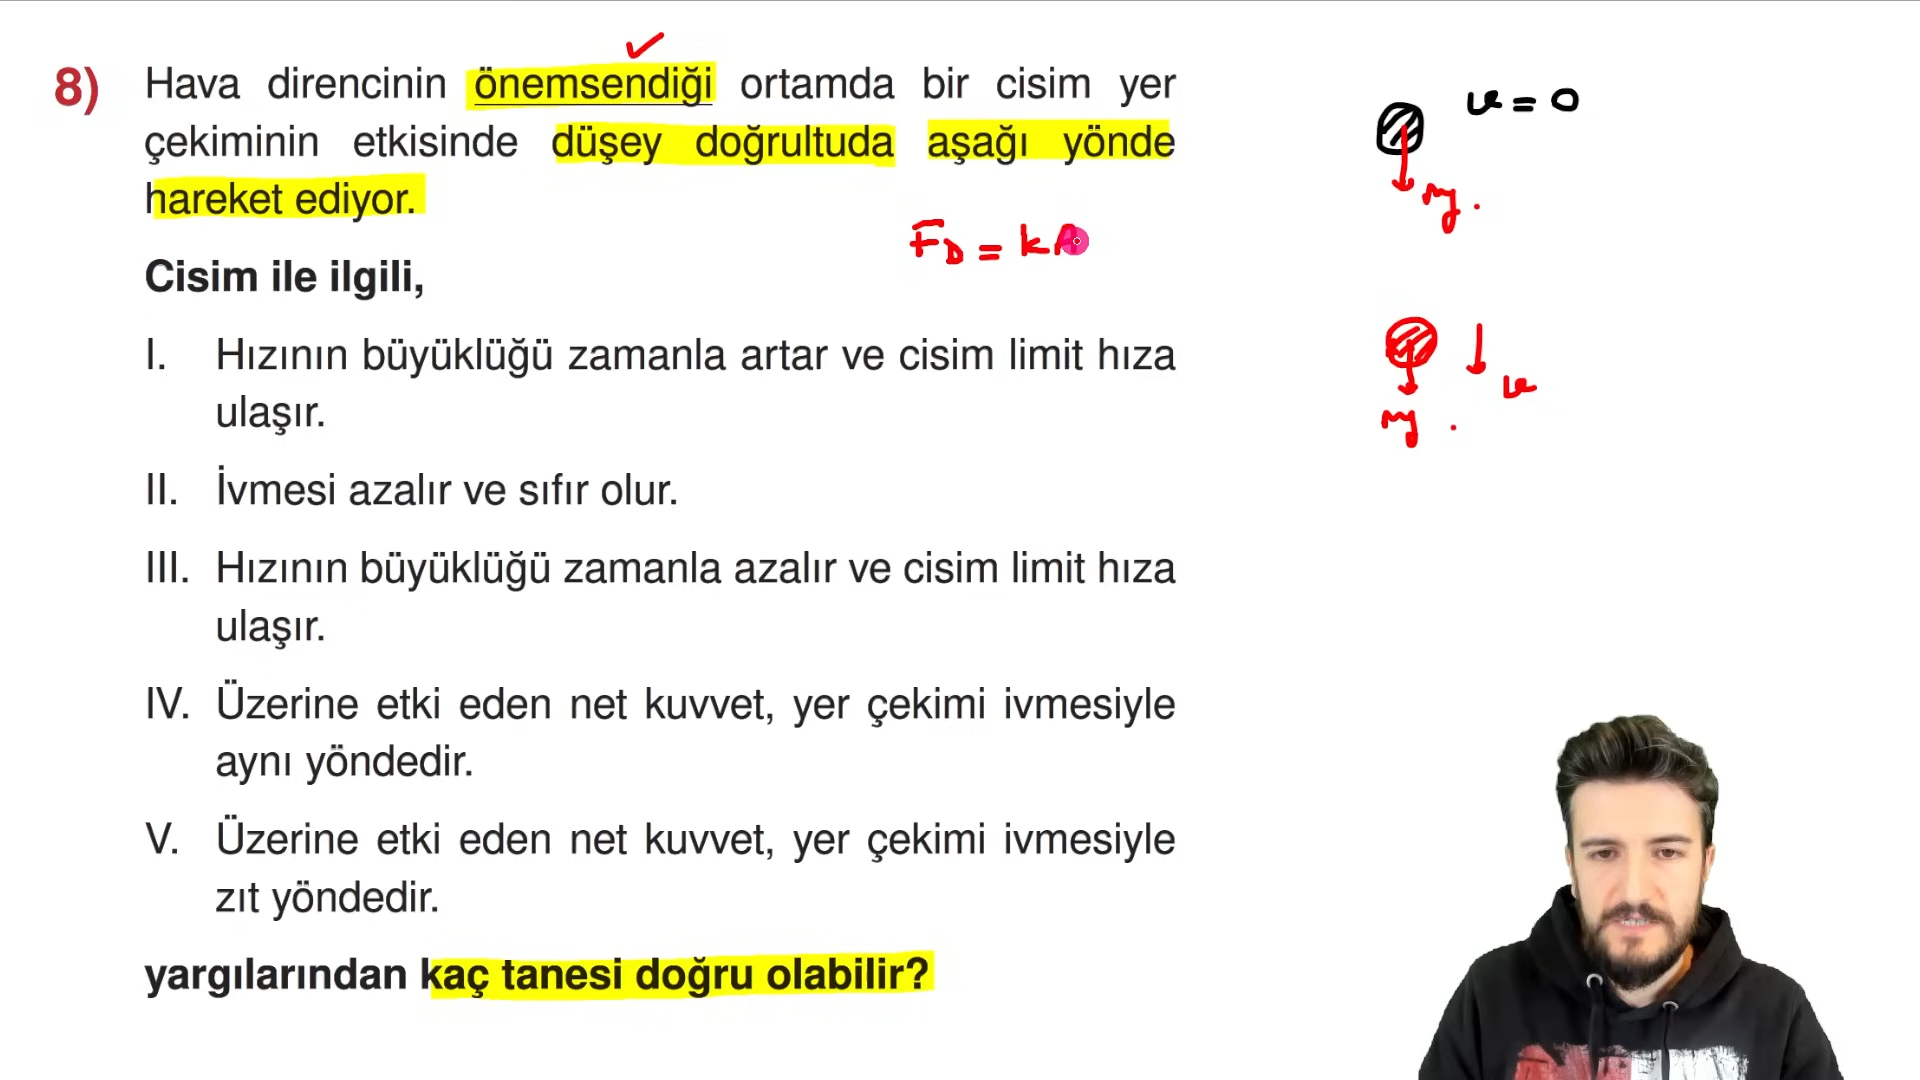 8) Hava direncinin önemsendiği ortamda bir cisim yer
çekiminin etkisinde düşey doğrultuda aşağı yönde
hareket ediyor.
Cisim ile ilgili,
I. Hızının büyüklüğü zamanla artar ve cisim limit hıza
ulaşır.
II. İvmesi azalır ve sıfır olur.
III. Hızının büyüklüğü zamanla azalır ve cisim limit hıza
ulaşır.
IV. Üzerine etki eden net kuvvet, yer çekimi ivmesiyle
aynı yöndedir.
V. Üzerine etki eden net kuvvet, yer çekimi ivmesiyle
zıt yöndedir.
yargılarından kaç tanesi doğru olabilir?
F_D = kA
v = 0
mg.
v
mg.